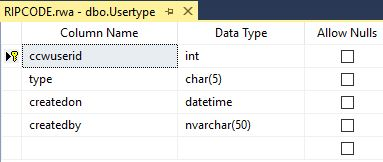 RIPCODE.rwa - dbo.Usertype
Column Name Data Type Allow Nulls
ccwuserid int
type char(5)
createdon datetime
createdby nvarchar(50)